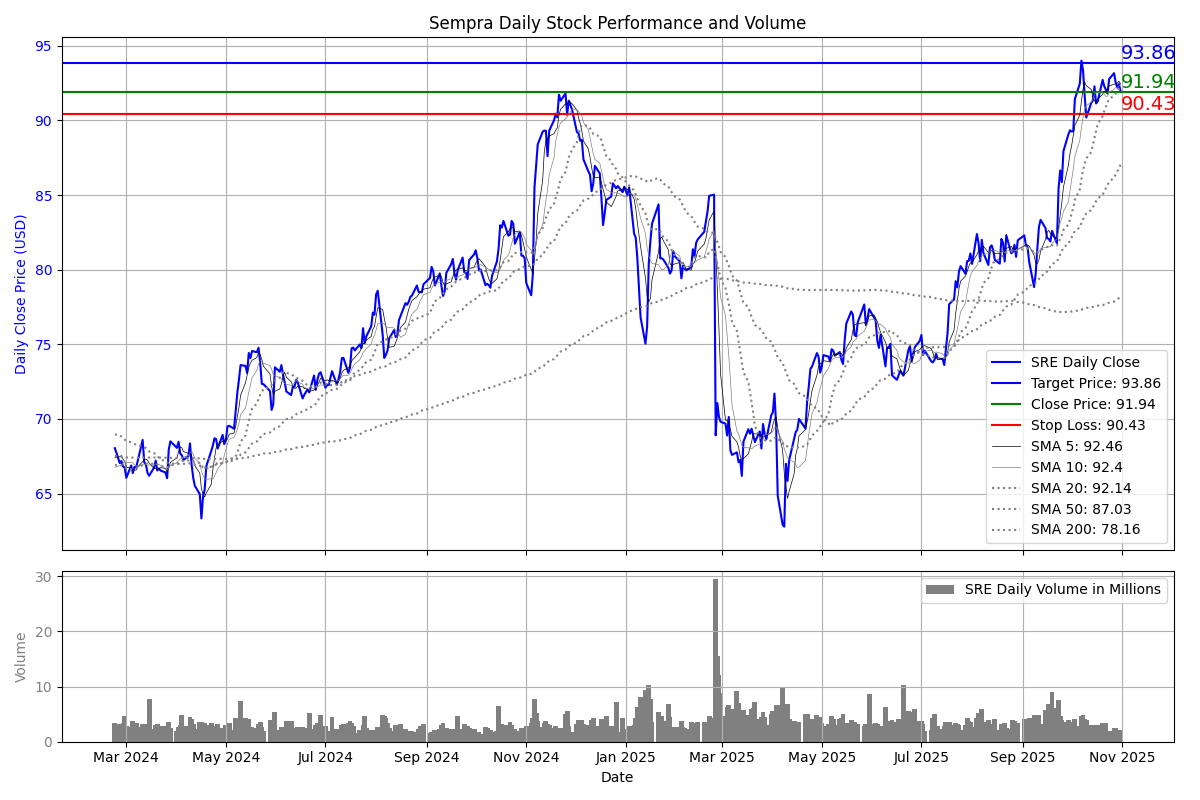 Sempra Daily Stock Performance and Volume
95
90
85
80
75
70
65
Daily Close Price (USD)
93.86
91.94
90.43
SRE Daily Close
Target Price: 93.86
Close Price: 91.94
Stop Loss: 90.43
SMA 5: 92.46
SMA 10: 92.4
SMA 20: 92.14
SMA 50: 87.03
SMA 200: 78.16
30
20
10
0
Volume
SRE Daily Volume in Millions
Mar 2024 May 2024 Jul 2024 Sep 2024 Nov 2024 Jan 2025 Mar 2025 May 2025 Jul 2025 Sep 2025 Nov 2025
Date